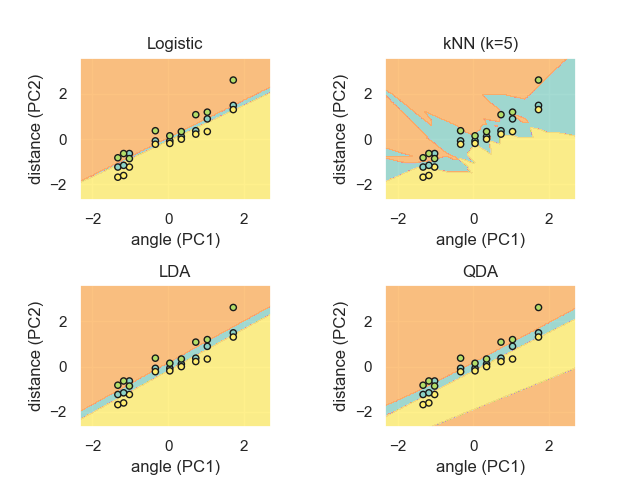 Logistic
kNN (k=5)
distance (PC2)
2
0
−2
−2 0 2
angle (PC1)
distance (PC2)
2
0
−2
−2 0 2
angle (PC1)
LDA
QDA
distance (PC2)
2
0
−2
−2 0 2
angle (PC1)
distance (PC2)
2
0
−2
−2 0 2
angle (PC1)